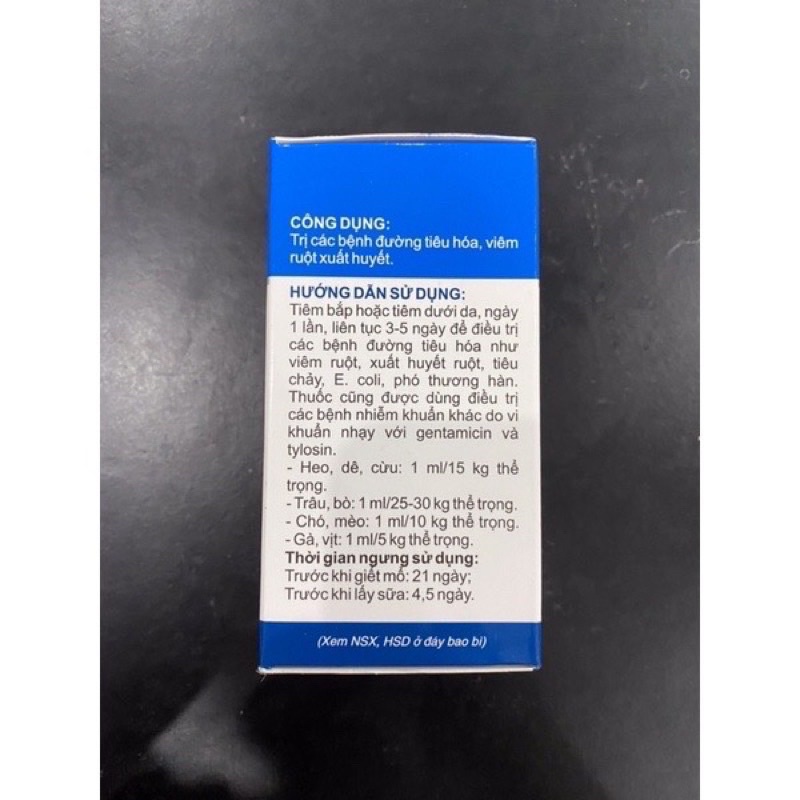 CÔNG DỤNG:
Trị các bệnh đường tiêu hóa, viêm
ruột xuất huyết.
HƯỚNG DẪN SỬ DỤNG:
Tiêm bắp hoặc tiêm dưới da, ngày
1 lần, liên tục 3-5 ngày để điều trị
các bệnh đường tiêu hóa như
viêm ruột, xuất huyết ruột, tiêu
chảy, E. coli, phó thương hàn.
Thuốc cũng được dùng điều trị
các bệnh nhiễm khuẩn khác do vi
khuẩn nhạy với gentamicin và
tylosin.
- Heo, dê, cừu: 1 ml/15 kg thể
trọng.
- Trâu, bò: 1 ml/25-30 kg thể trọng.
- Chó, mèo: 1 ml/10 kg thể trọng.
- Gà, vịt: 1 ml/5 kg thể trọng.
Thời gian ngưng sử dụng:
Trước khi giết mổ: 21 ngày;
Trước khi lấy sữa: 4,5 ngày.
(Xem NSX, HSD ở đáy bao bì)